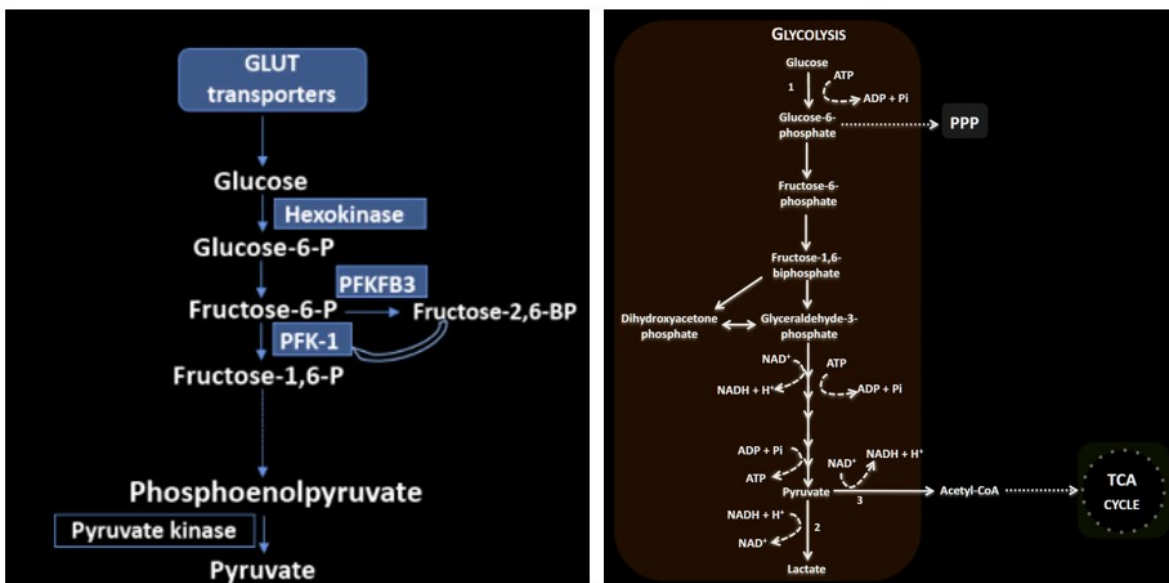 GLUT
transporters
Glucose
Hexokinase
Glucose-6-P
PFKFB3
Fructose-6-P
Fructose-2,6-BP
PFK-1
Fructose-1,6-P
Phosphoenolpyruvate
Pyruvate kinase
Pyruvate
GLYCOLYSIS
Glucose
1
ATP
ADP + Pi
Glucose-6-
phosphate
PPP
Fructose-6-
phosphate
Fructose-1,6-
biphosphate
Dihydroxyacetone
phosphate
Glyceraldehyde-3-
phosphate
NAD⁺
NADH + H⁺
ATP
ADP + Pi
ADP + Pi
ATP
NAD⁺
NADH + H⁺
Pyruvate
3
Acetyl-CoA
TCA
CYCLE
NADH + H⁺
NAD⁺
2
Lactate